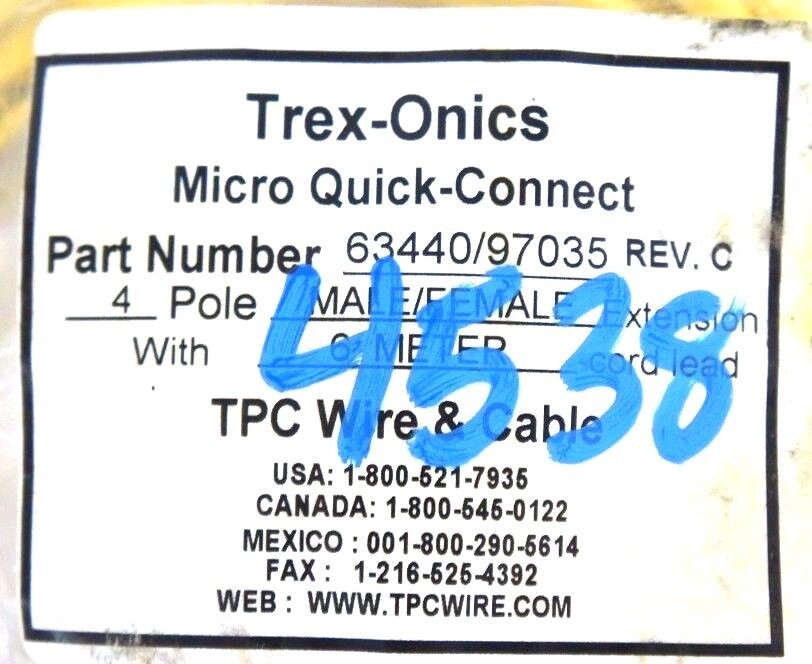 Trex-Onics
Micro Quick-Connect
Part Number 63440/97035 REV. C
4 Pole MALE/FEMALE Extension
With 6' METER cord lead
4538
TPC Wire & Cable
USA: 1-800-521-7935
CANADA: 1-800-545-0122
MEXICO : 001-800-290-5614
FAX : 1-216-525-4392
WEB : WWW.TPCWIRE.COM